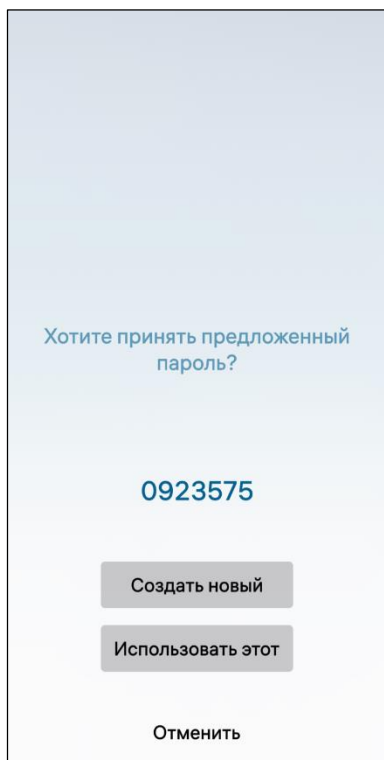 Хотите принять предложенный
пароль?
0923575
Создать новый
Использовать этот
Отменить